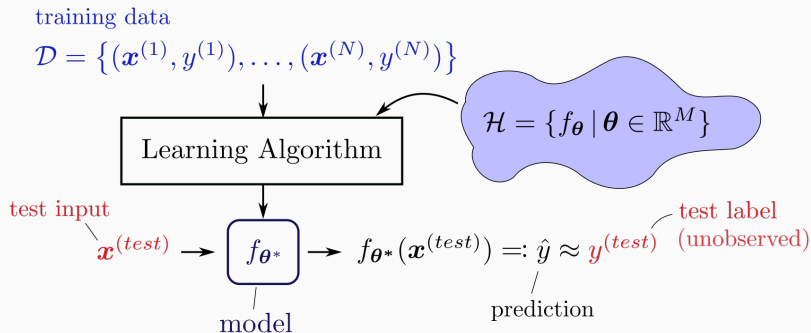 training data
𝒟 = {(𝒙⁽¹⁾, y⁽¹⁾), …, (𝒙⁽ᴺ⁾, y⁽ᴺ⁾)}
ℋ = {f_𝜽 | 𝜽 ∈ ℝᴹ}
Learning Algorithm
test input
𝒙^(test)
f_𝜽*
f_𝜽*(𝒙^(test)) =: ŷ ≈ y^(test)
test label
(unobserved)
prediction
model